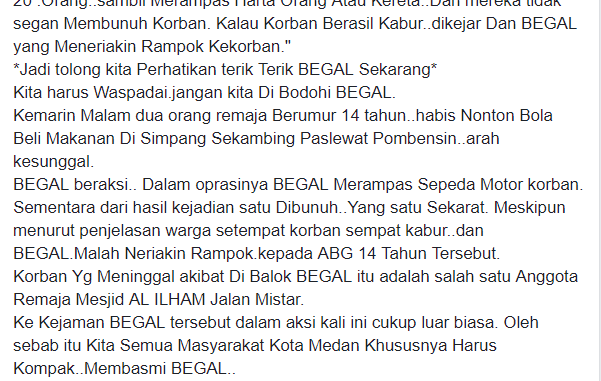 20 .Orang..sambil Merampas Harta Orang Atau Kereta..Dan mereka tidak
segan Membunuh Korban. Kalau Korban Berasil Kabur..dikejar Dan BEGAL
yang Meneriakin Rampok Kekorban."
*Jadi tolong kita Perhatikan terik Terik BEGAL Sekarang*
Kita harus Waspadai.jangan kita Di Bodohi BEGAL.
Kemarin Malam dua orang remaja Berumur 14 tahun..habis Nonton Bola
Beli Makanan Di Simpang Sekambing Paslewat Pombensin..arah
kesunggal.
BEGAL beraksi.. Dalam oprasinya BEGAL Merampas Sepeda Motor korban.
Sementara dari hasil kejadian satu Dibunuh..Yang satu Sekarat. Meskipun
menurut penjelasan warga setempat korban sempat kabur..dan
BEGAL.Malah Neriakin Rampok.kepada ABG 14 Tahun Tersebut.
Korban Yg Meninggal akibat Di Balok BEGAL itu adalah salah satu Anggota
Remaja Mesjid AL ILHAM Jalan Mistar.
Ke Kejaman BEGAL tersebut dalam aksi kali ini cukup luar biasa. Oleh
sebab itu Kita Semua Masyarakat Kota Medan Khususnya Harus
Kompak..Membasmi BEGAL..